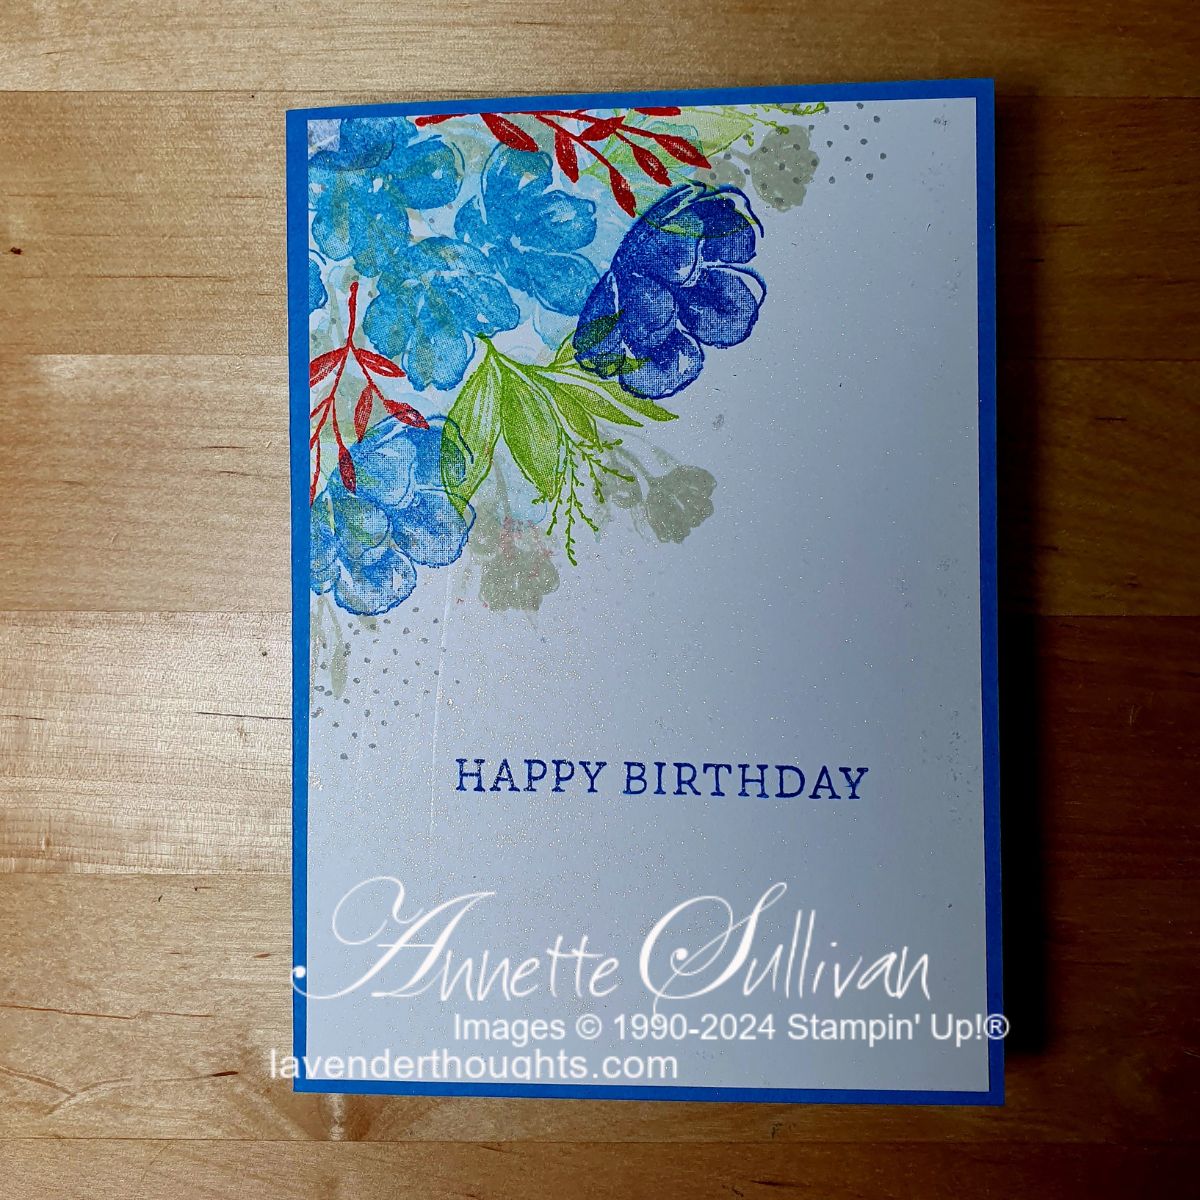 HAPPY BIRTHDAY
Annette Sullivan
Images © 1990-2024 Stampin' Up!®
lavenderthoughts.com